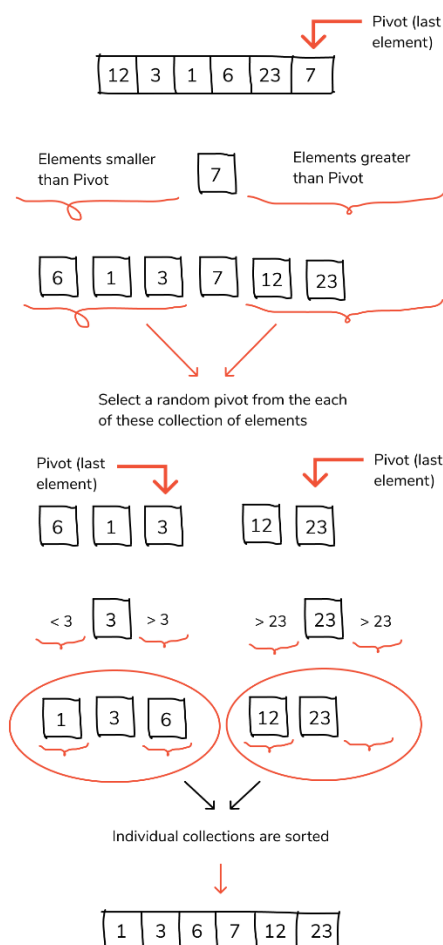 Pivot (last
element)
12 3 1 6 23 7
Elements smaller
than Pivot
7
Elements greater
than Pivot
6 1 3 7 12 23
Select a random pivot from the each
of these collection of elements
Pivot (last
element)
Pivot (last
element)
6 1 3 12 23
< 3 3 > 3 > 23 23 > 23
1 3 6 12 23
Individual collections are sorted
1 3 6 7 12 23